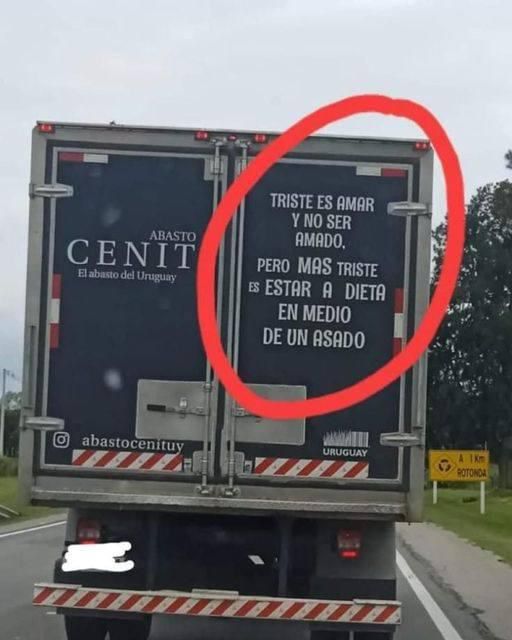 ABASTO
CENIT
El abasto del Uruguay
abastocenituy
TRISTE ES AMAR
Y NO SER
AMADO,
PERO MAS TRISTE
ES ESTAR A DIETA
EN MEDIO
DE UN ASADO
URUGUAY
A 1 Km
ROTONDA